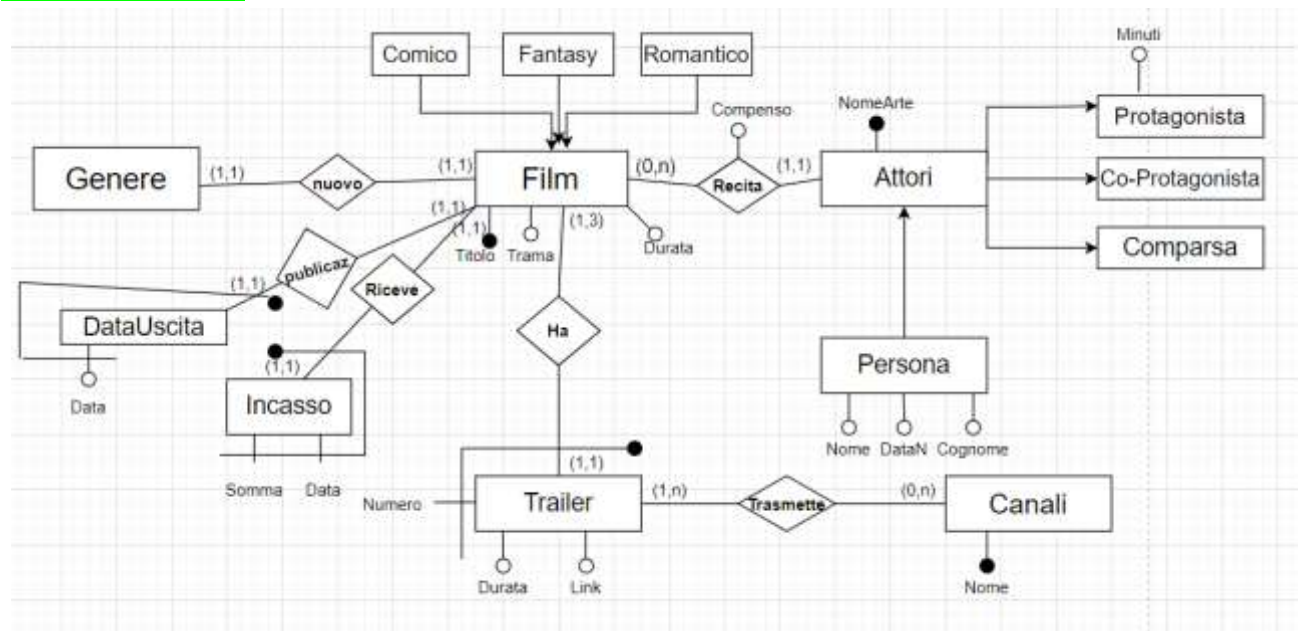 Minuti
Comico
Fantasy
Romantico
Compenso
NomeArte
Protagonista
Genere
(1,1)
nuovo
(1,1)
Film
(0,n)
Recita
(1,1)
Attori
Co-Protagonista
(1,1)
(1,1)
(1,3)
Titolo
Trama
Durata
Comparsa
publicaz
(1,1)
Riceve
DataUscita
Ha
(1,1)
Persona
Data
Incasso
Nome
DataN
Cognome
(1,1)
Somma
Data
Numero
Trailer
(1,n)
Trasmette
(0,n)
Canali
Durata
Link
Nome